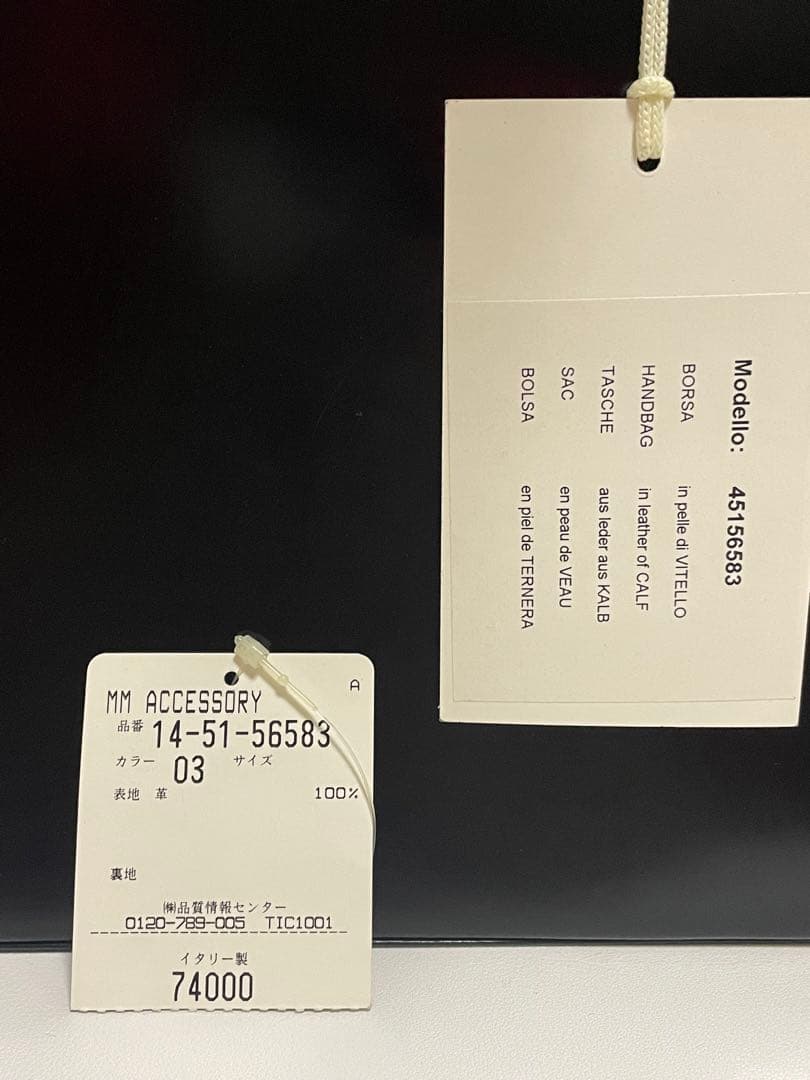 Modello: 45156583
BORSA in pelle di VITELLO
HANDBAG in leather of CALF
TASCHE aus leder aus KALB
SAC en peau de VEAU
BOLSA en piel de TERNERA
A
MM ACCESSORY
品番 14-51-56583
カラー 03 サイズ
表地 革 100%
裏地
㈱品質情報センター
0120-789-005 TIC1001
イタリー製
74000